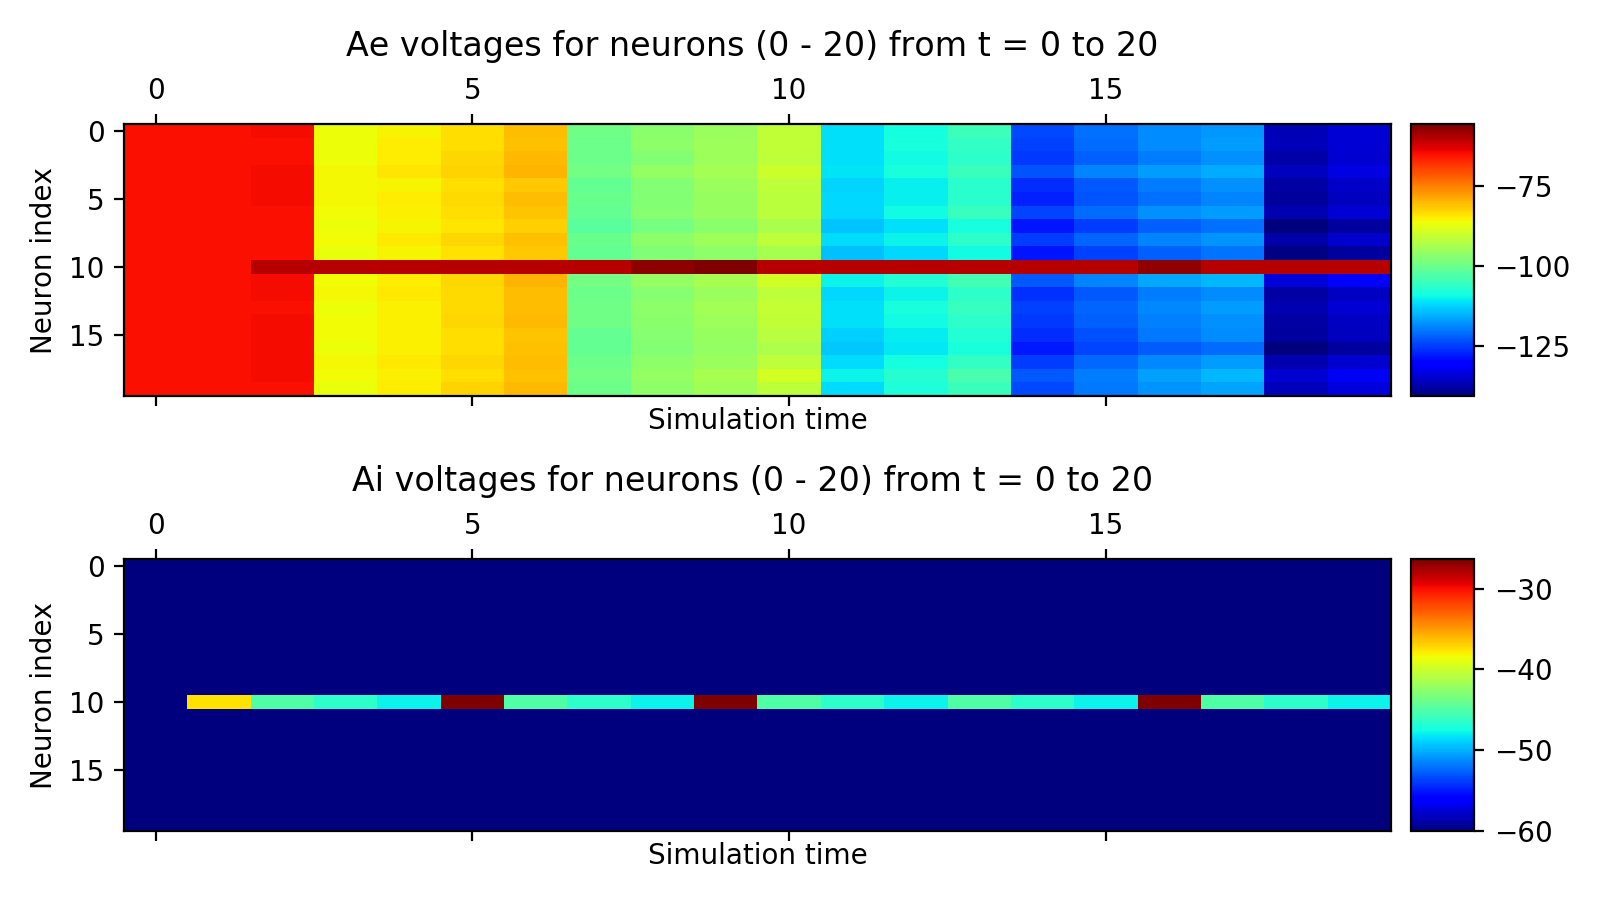 Ae voltages for neurons (0 - 20) from t = 0 to 20
0 5 10 15
Neuron index
0
5
10
15
Simulation time
−75
−100
−125
Ai voltages for neurons (0 - 20) from t = 0 to 20
0 5 10 15
Neuron index
0
5
10
15
Simulation time
−30
−40
−50
−60